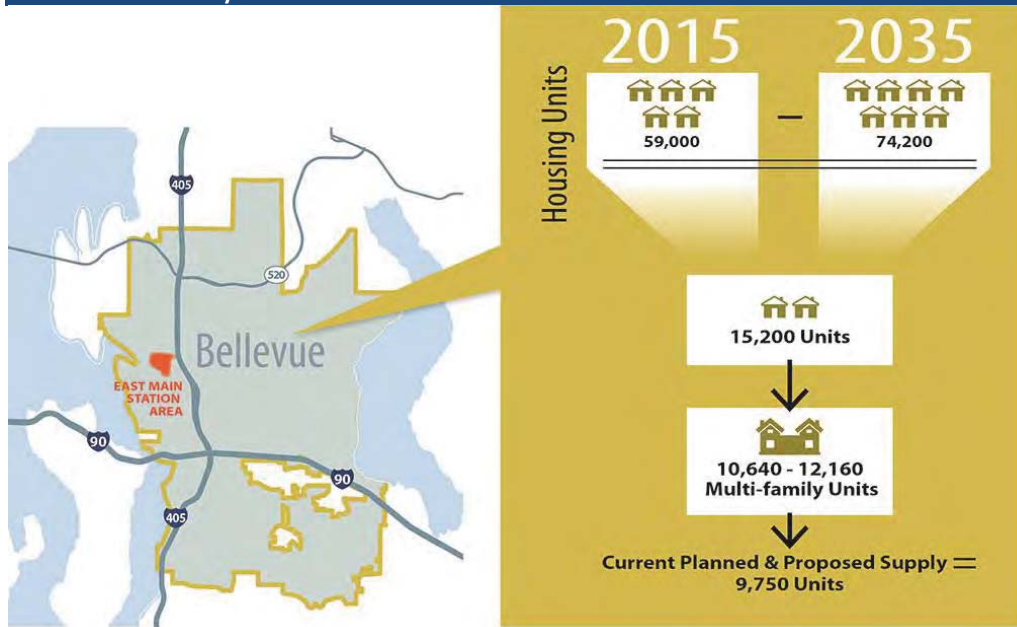 405
520
Bellevue
EAST MAIN
STATION
AREA
90
90
405
Housing Units
2015
2035
59,000
–
74,200
15,200 Units
10,640 - 12,160
Multi-family Units
Current Planned & Proposed Supply =
9,750 Units